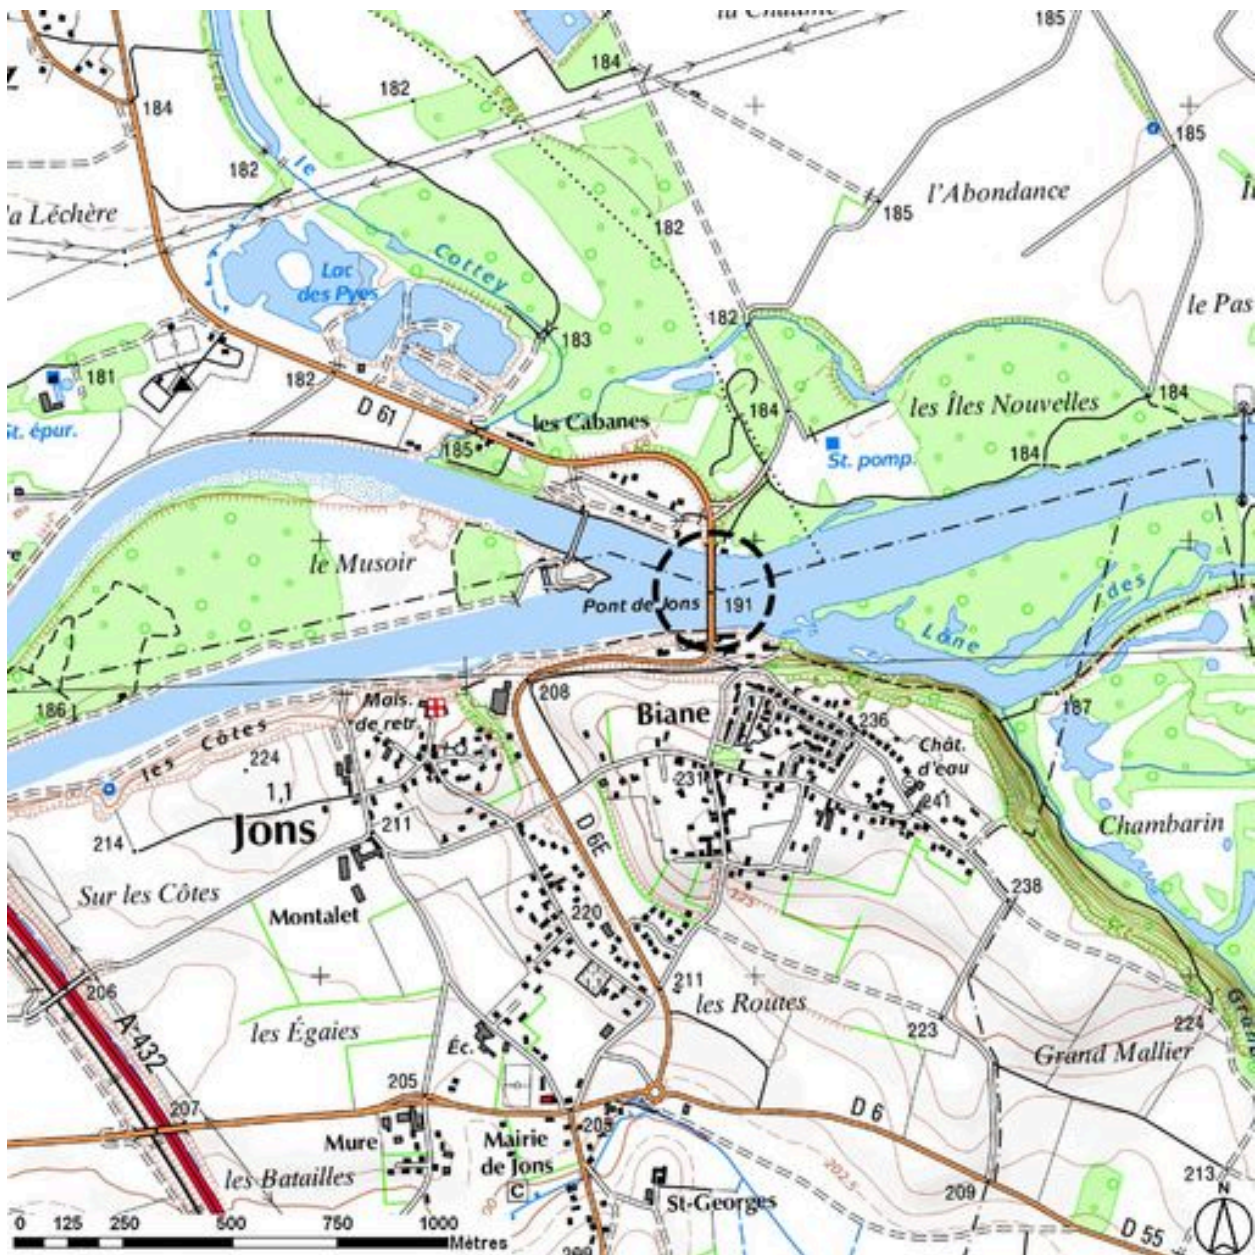 185
184
182
184
185
182
le
l'Abondance
la Léchère
185
182
Cottey
Lac
des Pyes
le Pas
182
183
181
182
D 61
184
184
les Îles Nouvelles
les Cabanes
St. épur.
185
St. pomp.
184
le Musoir
des
Pont de Jons
191
Lône
186
208
187
Mais.
de retr.
Biane
236
les Côtes
Chât.
d'eau
224
231
1,1
241
Jons
211
D 6E
Chambarin
214
Sur les Côtes
238
Montalet
220
225
206
211
les Routes
A 432
les Égaies
223
224
Grand Mallier
Éc.
205
207
D 6
205
Mure
Mairie
de Jons
les Batailles
202.5
C
St-Georges
209
213
N
D 55
0 125 250 500 750 1000 Mètres